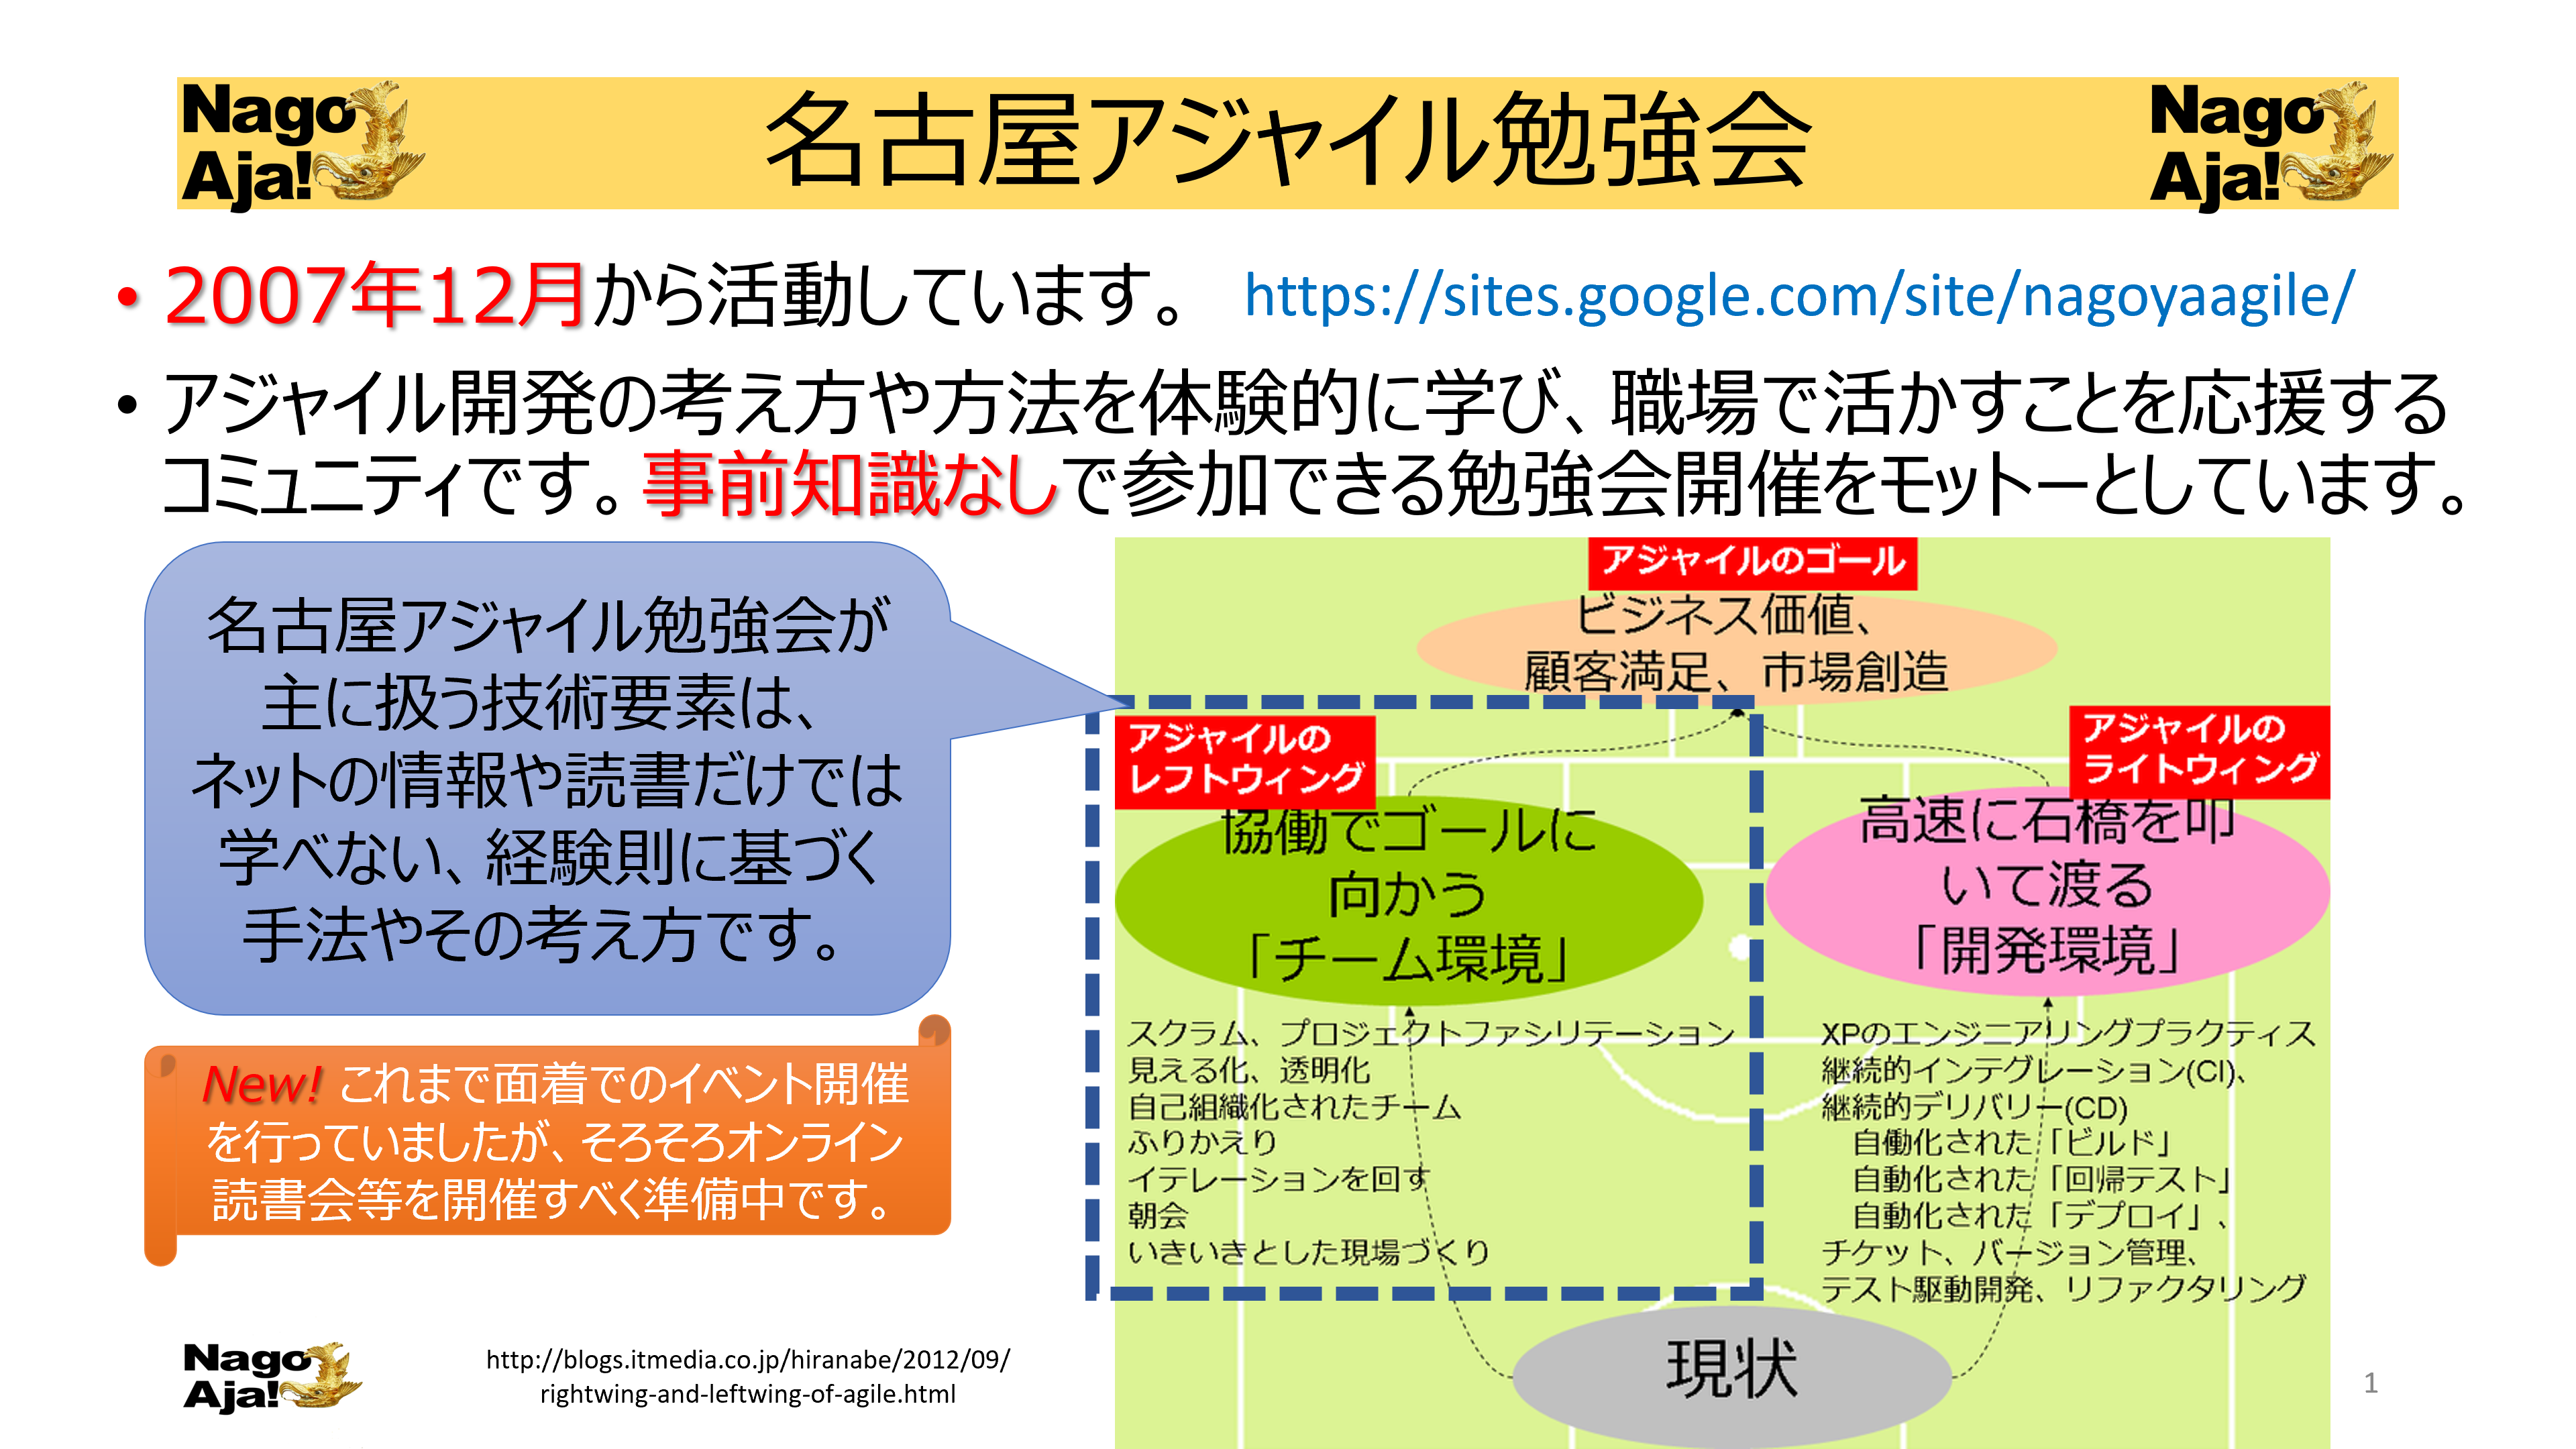 Nago
Aja!
名古屋アジャイル勉強会
Nago
Aja!
• 2007年12月から活動しています。 https://sites.google.com/site/nagoyaagile/
• アジャイル開発の考え方や方法を体験的に学び、職場で活かすことを応援する
コミュニティです。事前知識なしで参加できる勉強会開催をモットーとしています。
名古屋アジャイル勉強会が
主に扱う技術要素は、
ネットの情報や読書だけでは
学べない、経験則に基づく
手法やその考え方です。
New! これまで面着でのイベント開催
を行っていましたが、そろそろオンライン
読書会等を開催すべく準備中です。
アジャイルのゴール
ビジネス価値、
顧客満足、市場創造
アジャイルの
レフトウィング
協働でゴールに
向かう
「チーム環境」
スクラム、プロジェクトファシリテーション
見える化、透明化
自己組織化されたチーム
ふりかえり
イテレーションを回す
朝会
いきいきとした現場づくり
アジャイルの
ライトウィング
高速に石橋を叩
いて渡る
「開発環境」
XPのエンジニアリングプラクティス
継続的インテグレーション(CI)、
継続的デリバリー(CD)
自働化された「ビルド」
自動化された「回帰テスト」
自動化された「デプロイ」、
チケット、バージョン管理、
テスト駆動開発、リファクタリング
現状
Nago
Aja!
http://blogs.itmedia.co.jp/hiranabe/2012/09/
rightwing-and-leftwing-of-agile.html
1